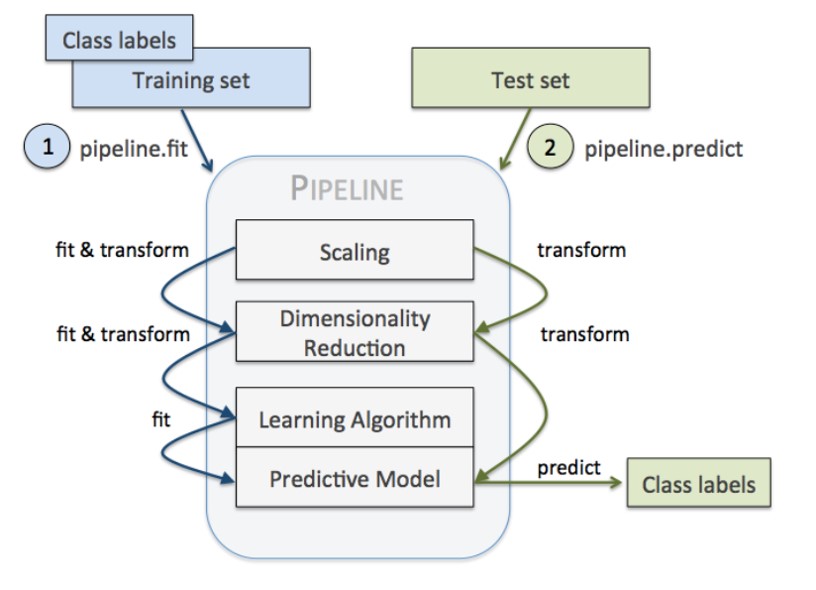 Class labels
Training set
Test set
1
pipeline.fit
2
pipeline.predict
PIPELINE
fit & transform
Scaling
transform
fit & transform
Dimensionality
Reduction
transform
fit
Learning Algorithm
Predictive Model
predict
Class labels